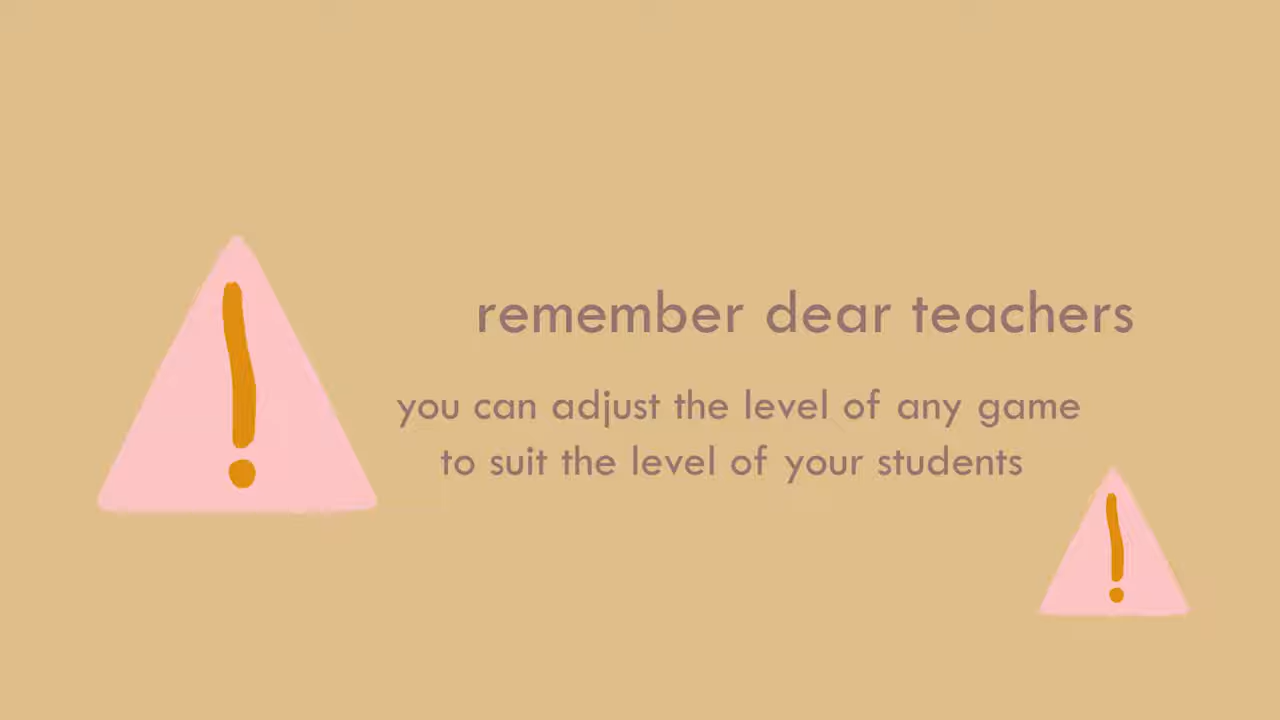 remember dear teachers
you can adjust the level of any game
to suit the level of your students